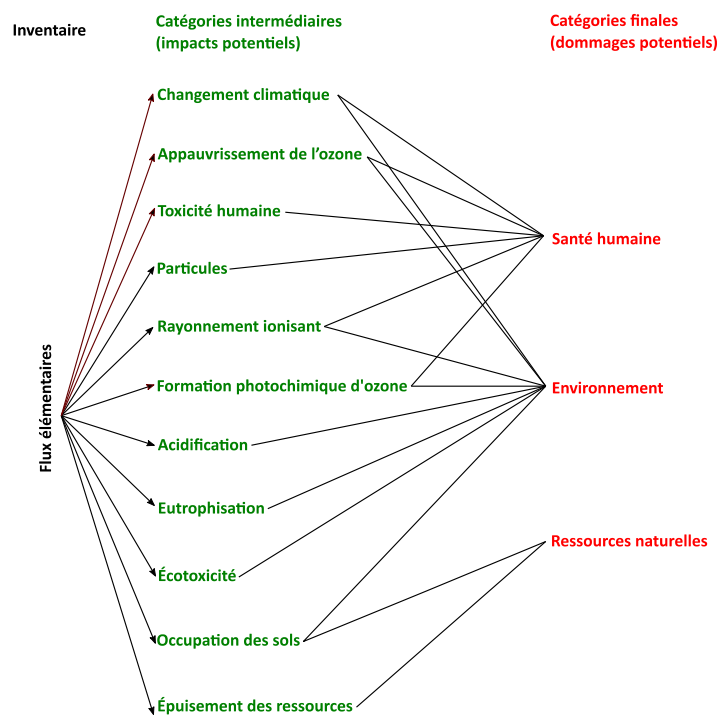 Inventaire
Catégories intermédiaires
(impacts potentiels)
Catégories finales
(dommages potentiels)
Changement climatique
Appauvrissement de l'ozone
Toxicité humaine
Particules
Rayonnement ionisant
Formation photochimique d'ozone
Acidification
Eutrophisation
Écotoxicité
Occupation des sols
Épuisement des ressources
Flux élémentaires
Santé humaine
Environnement
Ressources naturelles